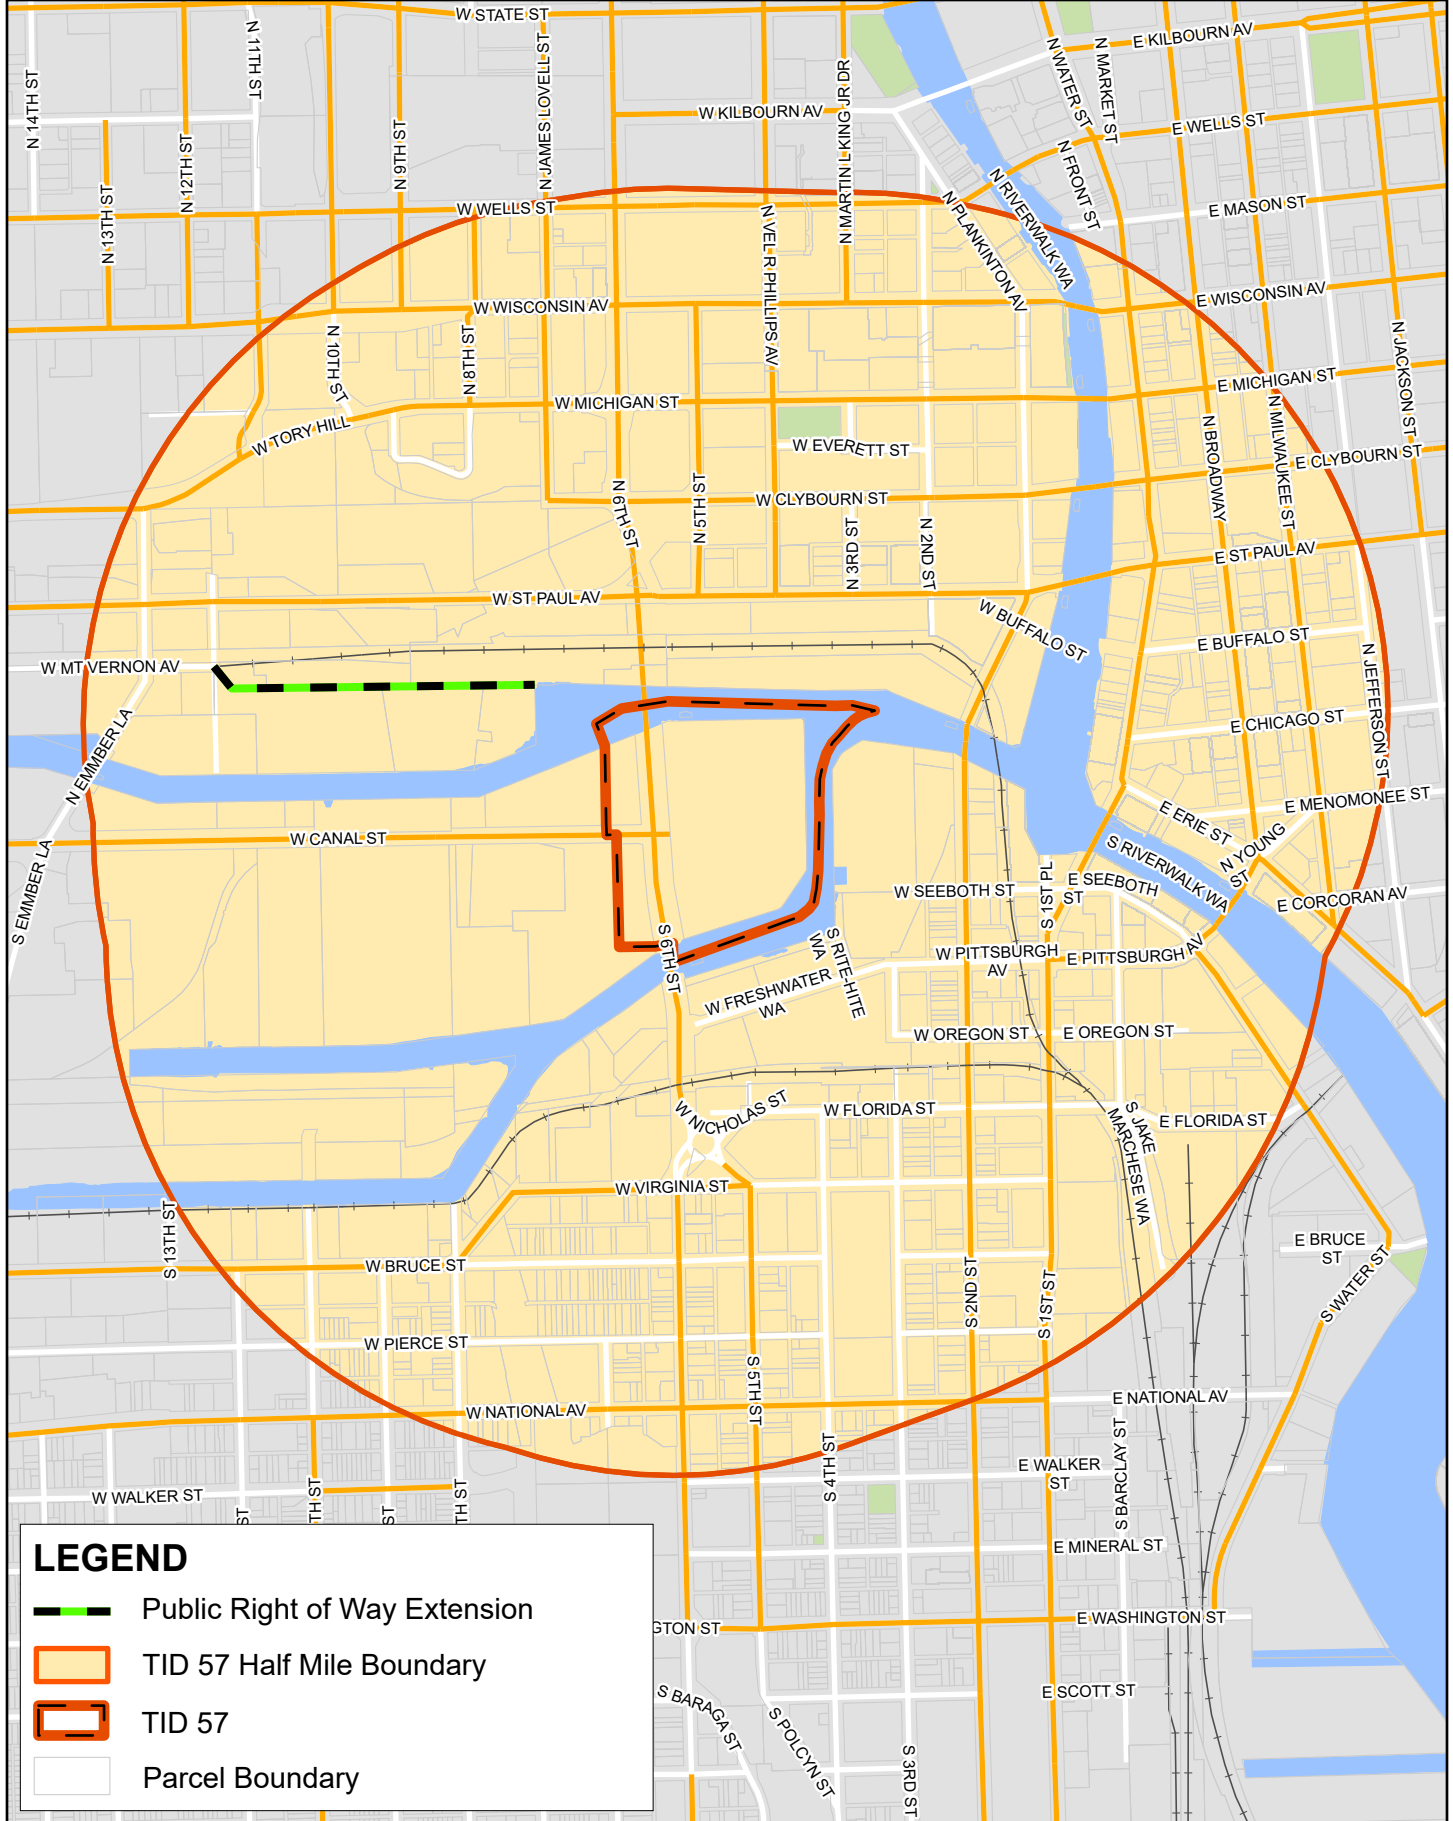 W STATE ST
E KILBOURN AV
N 14TH ST
N 11TH ST
N JAMES LOVELL ST
N MARTIN L KING JR DR
N WATER ST
N MARKET ST
W KILBOURN AV
E WELLS ST
N 13TH ST
N 12TH ST
N 9TH ST
N FRONT ST
W WELLS ST
N PLANKINTON AV
N RIVERWALK WA
E MASON ST
N VEL R PHILLIPS AV
W WISCONSIN AV
E WISCONSIN AV
N 10TH ST
N 8TH ST
N JACKSON ST
W MICHIGAN ST
E MICHIGAN ST
W TORY HILL
W EVERETT ST
N BROADWAY
N MILWAUKEE ST
E CLYBOURN ST
N 6TH ST
N 5TH ST
W CLYBOURN ST
N 3RD ST
N 2ND ST
E ST PAUL AV
W ST PAUL AV
W BUFFALO ST
E BUFFALO ST
N JEFFERSON ST
W MT VERNON AV
N EMMBER LA
E CHICAGO ST
E ERIE ST
E MENOMONEE ST
W CANAL ST
S EMMBER LA
S RIVERWALK WA
N YOUNG
ST
W SEEBOTH ST
S 1ST PL
E SEEBOTH
ST
E CORCORAN AV
S 6TH ST
S RITE-HITE
WA
W PITTSBURGH
AV
E PITTSBURGH AV
W FRESHWATER
WA
W OREGON ST
E OREGON ST
W NICHOLAS ST
W FLORIDA ST
S JAKE
MARCHESE WA
E FLORIDA ST
W VIRGINIA ST
S 13TH ST
E BRUCE
ST
W BRUCE ST
S 2ND ST
S 1ST ST
S WATER ST
W PIERCE ST
S 5TH ST
W NATIONAL AV
E NATIONAL AV
S 4TH ST
S BARCLAY ST
E WALKER
ST
W WALKER ST
ST
TH ST
ST
TH ST
E MINERAL ST
GTON ST
E WASHINGTON ST
S BARAGA ST
S POLCYN ST
E SCOTT ST
S 3RD ST
LEGEND
Public Right of Way Extension
TID 57 Half Mile Boundary
TID 57
Parcel Boundary